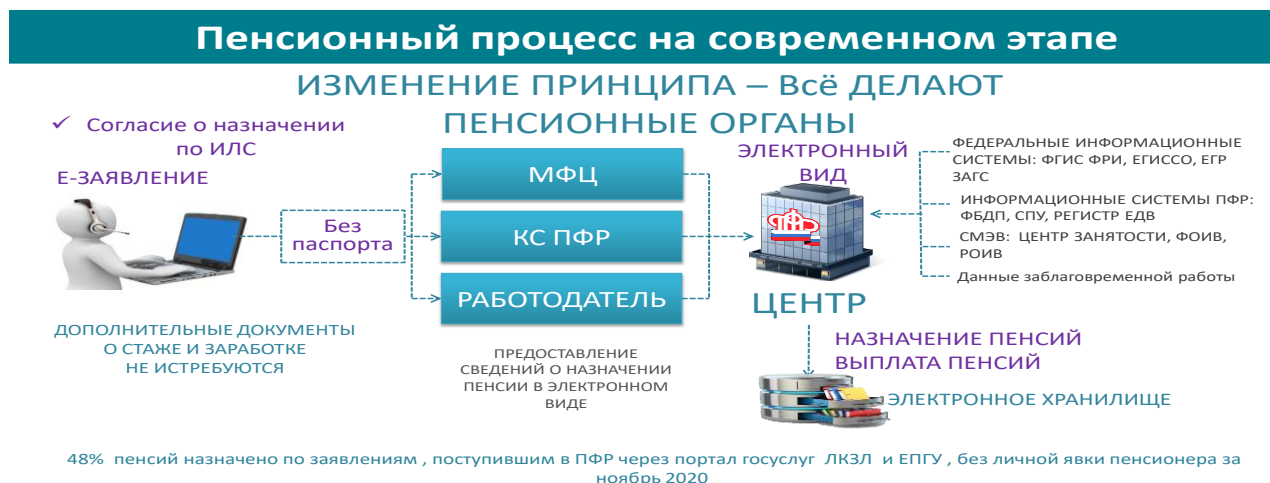 Пенсионный процесс на современном этапе
ИЗМЕНЕНИЕ ПРИНЦИПА – Всё ДЕЛАЮТ
ПЕНСИОННЫЕ ОРГАНЫ
✓ Согласие о назначении
по ИЛС
Е-ЗАЯВЛЕНИЕ
Без
паспорта
ДОПОЛНИТЕЛЬНЫЕ ДОКУМЕНТЫ
О СТАЖЕ И ЗАРАБОТКЕ
НЕ ИСТРЕБУЮТСЯ
МФЦ
КС ПФР
РАБОТОДАТЕЛЬ
ПРЕДОСТАВЛЕНИЕ
СВЕДЕНИЙ О НАЗНАЧЕНИИ
ПЕНСИИ В ЭЛЕКТРОННОМ
ВИДЕ
ЭЛЕКТРОННЫЙ
ВИД
ЦЕНТР
ФЕДЕРАЛЬНЫЕ ИНФОРМАЦИОННЫЕ
СИСТЕМЫ: ФГИС ФРИ, ЕГИССО, ЕГР
ЗАГС
ИНФОРМАЦИОННЫЕ СИСТЕМЫ ПФР:
ФБДП, СПУ, РЕГИСТР ЕДВ
СМЭВ: ЦЕНТР ЗАНЯТОСТИ, ФОИВ,
РОИВ
Данные заблаговременной работы
НАЗНАЧЕНИЕ ПЕНСИЙ
ВЫПЛАТА ПЕНСИЙ
ЭЛЕКТРОННОЕ ХРАНИЛИЩЕ
48% пенсий назначено по заявлениям , поступившим в ПФР через портал госуслуг ЛКЗЛ и ЕПГУ , без личной явки пенсионера за
ноябрь 2020